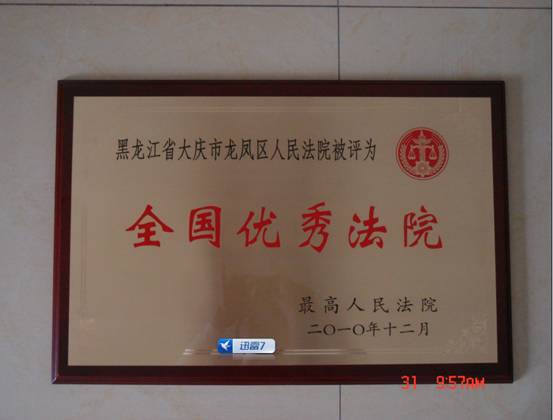 黑龙江省大庆市龙凤区人民法院被评为
全国优秀法院
最高人民法院
二〇一〇年十二月
迅雷7
31 9:57AM